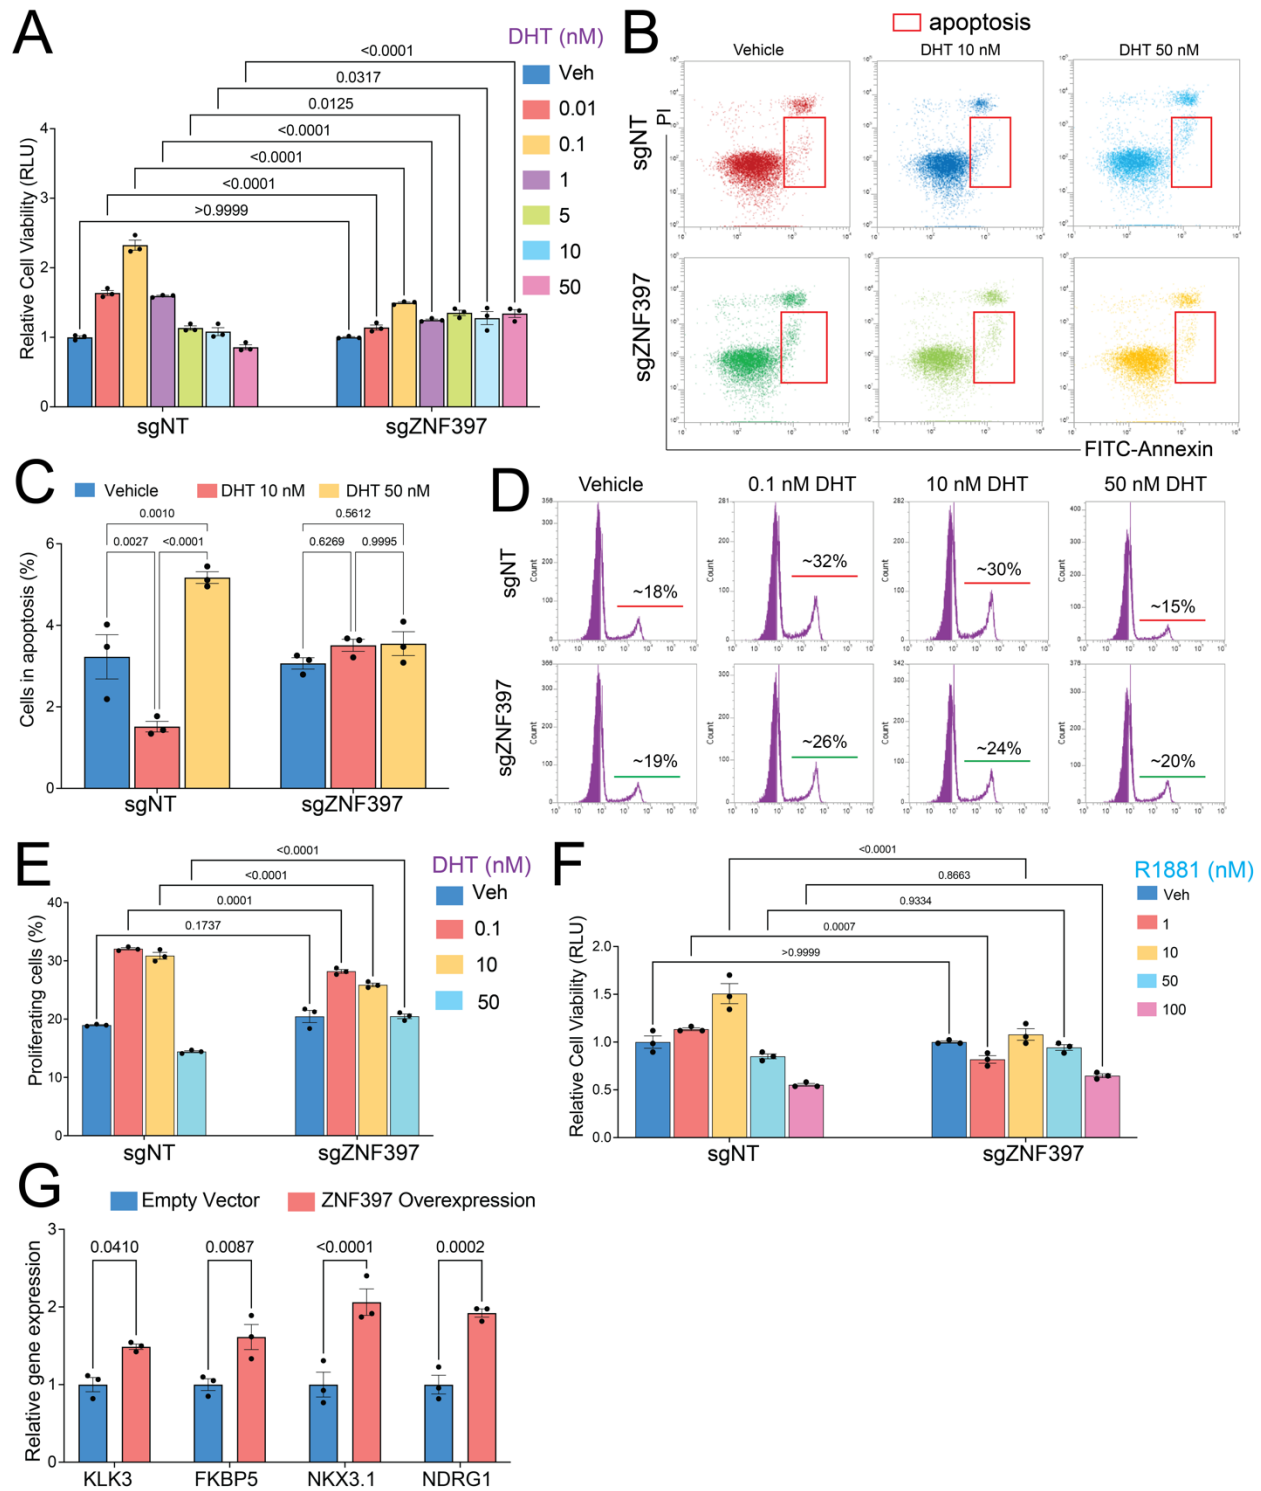 A
DHT (nM)
Veh
0.01
0.1
1
5
10
50
<0.0001
0.0317
0.0125
<0.0001
<0.0001
<0.0001
>0.9999
Relative Cell Viability (RLU)
4
3
2
1
0
sgNT
sgZNF397
B
apoptosis
Vehicle
DHT 10 nM
DHT 50 nM
PI
sgNT
sgZNF397
FITC-Annexin
C
Vehicle
DHT 10 nM
DHT 50 nM
0.0010
0.5612
0.0027
<0.0001
0.6269
0.9995
Cells in apoptosis (%)
6
4
2
0
sgNT
sgZNF397
D
Vehicle
0.1 nM DHT
10 nM DHT
50 nM DHT
sgNT
Count
~18%
~32%
~30%
~15%
sgZNF397
Count
~19%
~26%
~24%
~20%
E
DHT (nM)
Veh
0.1
10
50
<0.0001
<0.0001
0.0001
0.1737
Proliferating cells (%)
40
30
20
10
0
sgNT
sgZNF397
F
R1881 (nM)
Veh
1
10
50
100
<0.0001
0.8663
0.9334
0.0007
>0.9999
Relative Cell Viability (RLU)
2.0
1.5
1.0
0.5
0.0
sgNT
sgZNF397
G
Empty Vector
ZNF397 Overexpression
0.0410
0.0087
<0.0001
0.0002
Relative gene expression
3
2
1
0
KLK3
FKBP5
NKX3.1
NDRG1